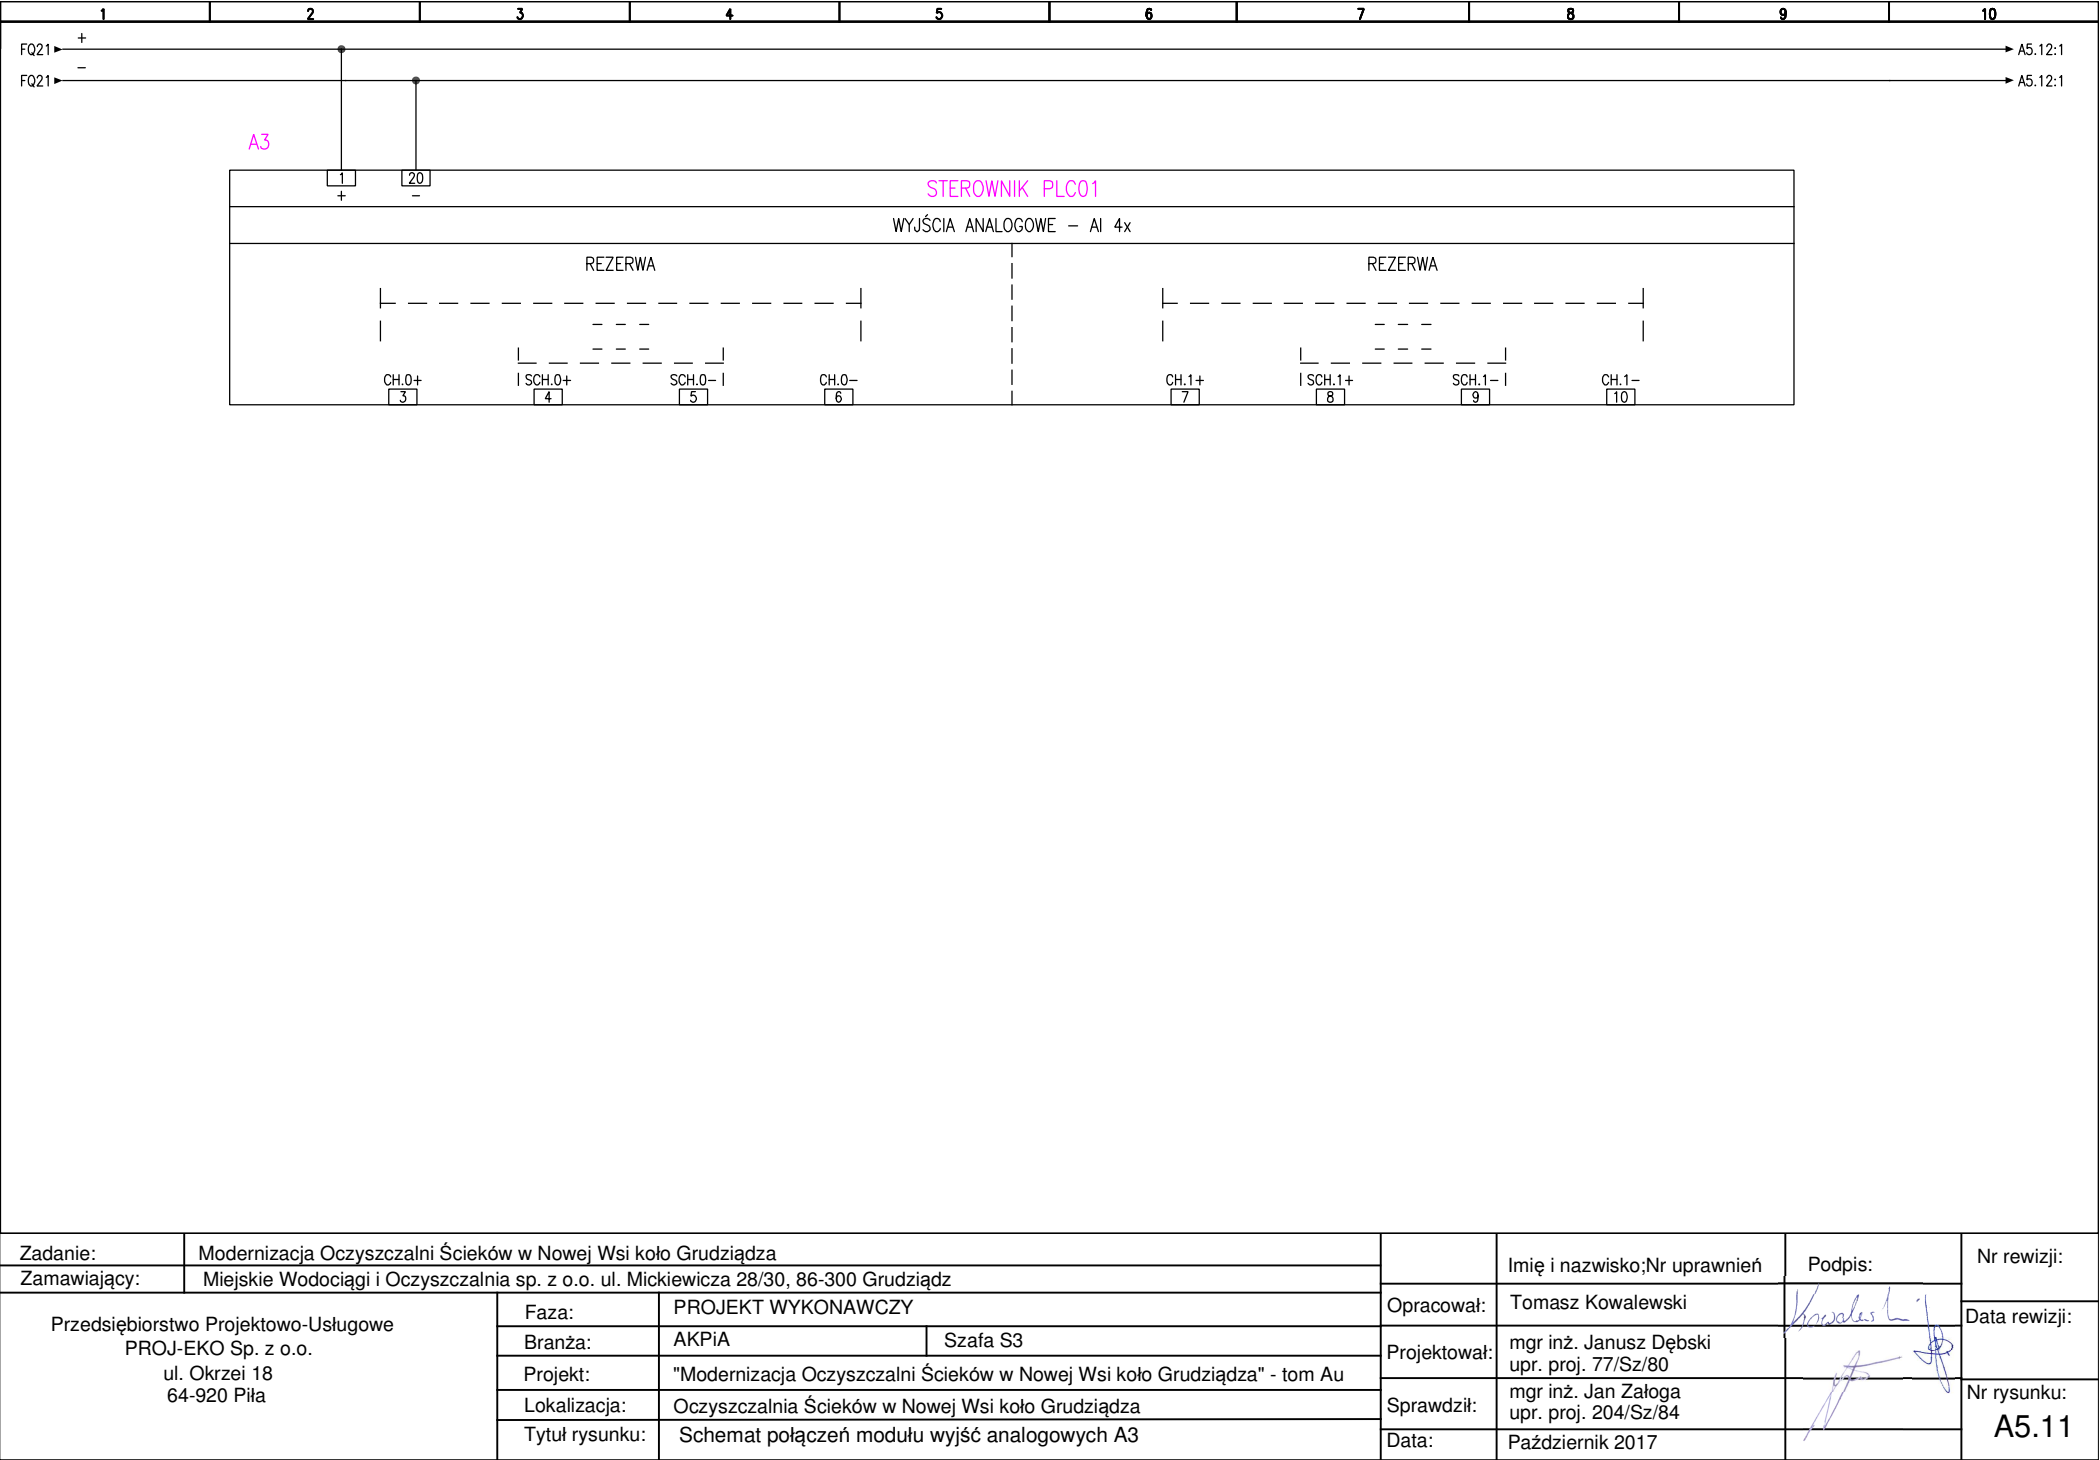 1 2 3 4 5 6 7 8 9 10
+
FQ21 A5.12:1
−
FQ21 A5.12:1
A3
1 20
+ −
STEROWNIK PLC01
WYJŚCIA ANALOGOWE − AI 4x
REZERWA REZERWA
CH.0+ SCH.0+ SCH.0− CH.0− CH.1+ SCH.1+ SCH.1− CH.1−
3 4 5 6 7 8 9 10
Zadanie: Modernizacja Oczyszczalni Ścieków w Nowej Wsi koło Grudziądza
Zamawiający: Miejskie Wodociągi i Oczyszczalnia sp. z o.o. ul. Mickiewicza 28/30, 86-300 Grudziądz
Przedsiębiorstwo Projektowo-Usługowe
PROJ-EKO Sp. z o.o.
ul. Okrzei 18
64-920 Piła
Faza: PROJEKT WYKONAWCZY
Branża: AKPiA Szafa S3
Projekt: "Modernizacja Oczyszczalni Ścieków w Nowej Wsi koło Grudziądza" - tom Au
Lokalizacja: Oczyszczalnia Ścieków w Nowej Wsi koło Grudziądza
Tytuł rysunku: Schemat połączeń modułu wyjść analogowych A3
Imię i nazwisko;Nr uprawnień Podpis:
Opracował: Tomasz Kowalewski
Projektował: mgr inż. Janusz Dębski
upr. proj. 77/Sz/80
Sprawdził: mgr inż. Jan Załoga
upr. proj. 204/Sz/84
Data: Październik 2017
Nr rewizji:
Data rewizji:
Nr rysunku:
A5.11